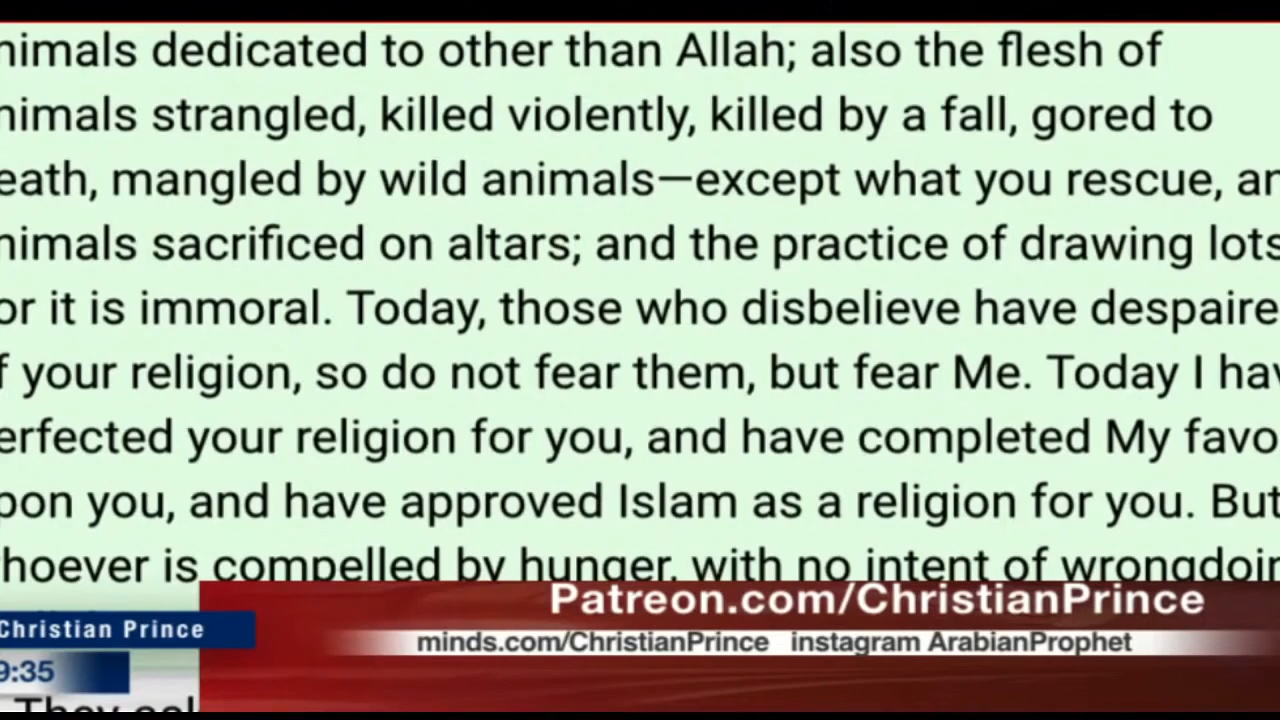 nimals dedicated to other than Allah; also the flesh of
nimals strangled, killed violently, killed by a fall, gored to
eath, mangled by wild animals—except what you rescue, an
nimals sacrificed on altars; and the practice of drawing lots
or it is immoral. Today, those who disbelieve have despaire
f your religion, so do not fear them, but fear Me. Today I hav
erfected your religion for you, and have completed My favo
pon you, and have approved Islam as a religion for you. But
hoever is compelled by hunger, with no intent of wrongdoin
Patreon.com/ChristianPrince
Christian Prince
minds.com/ChristianPrince instagram ArabianProphet
9:35
They